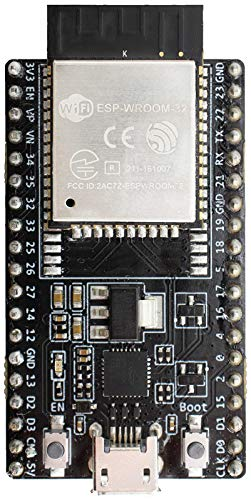 K
WiFi
ESP-WROOM-32
R
211-161007
FCC ID:2AC7Z-ESPWROOM32
3V3
EN
VP
VN
34
35
32
33
25
26
27
14
12
GND
13
D2
D3
CMD
5V
GND
23
22
TX
RX
21
GND
19
18
5
17
16
4
0
2
15
D1
D0
CLK
EN
Boot